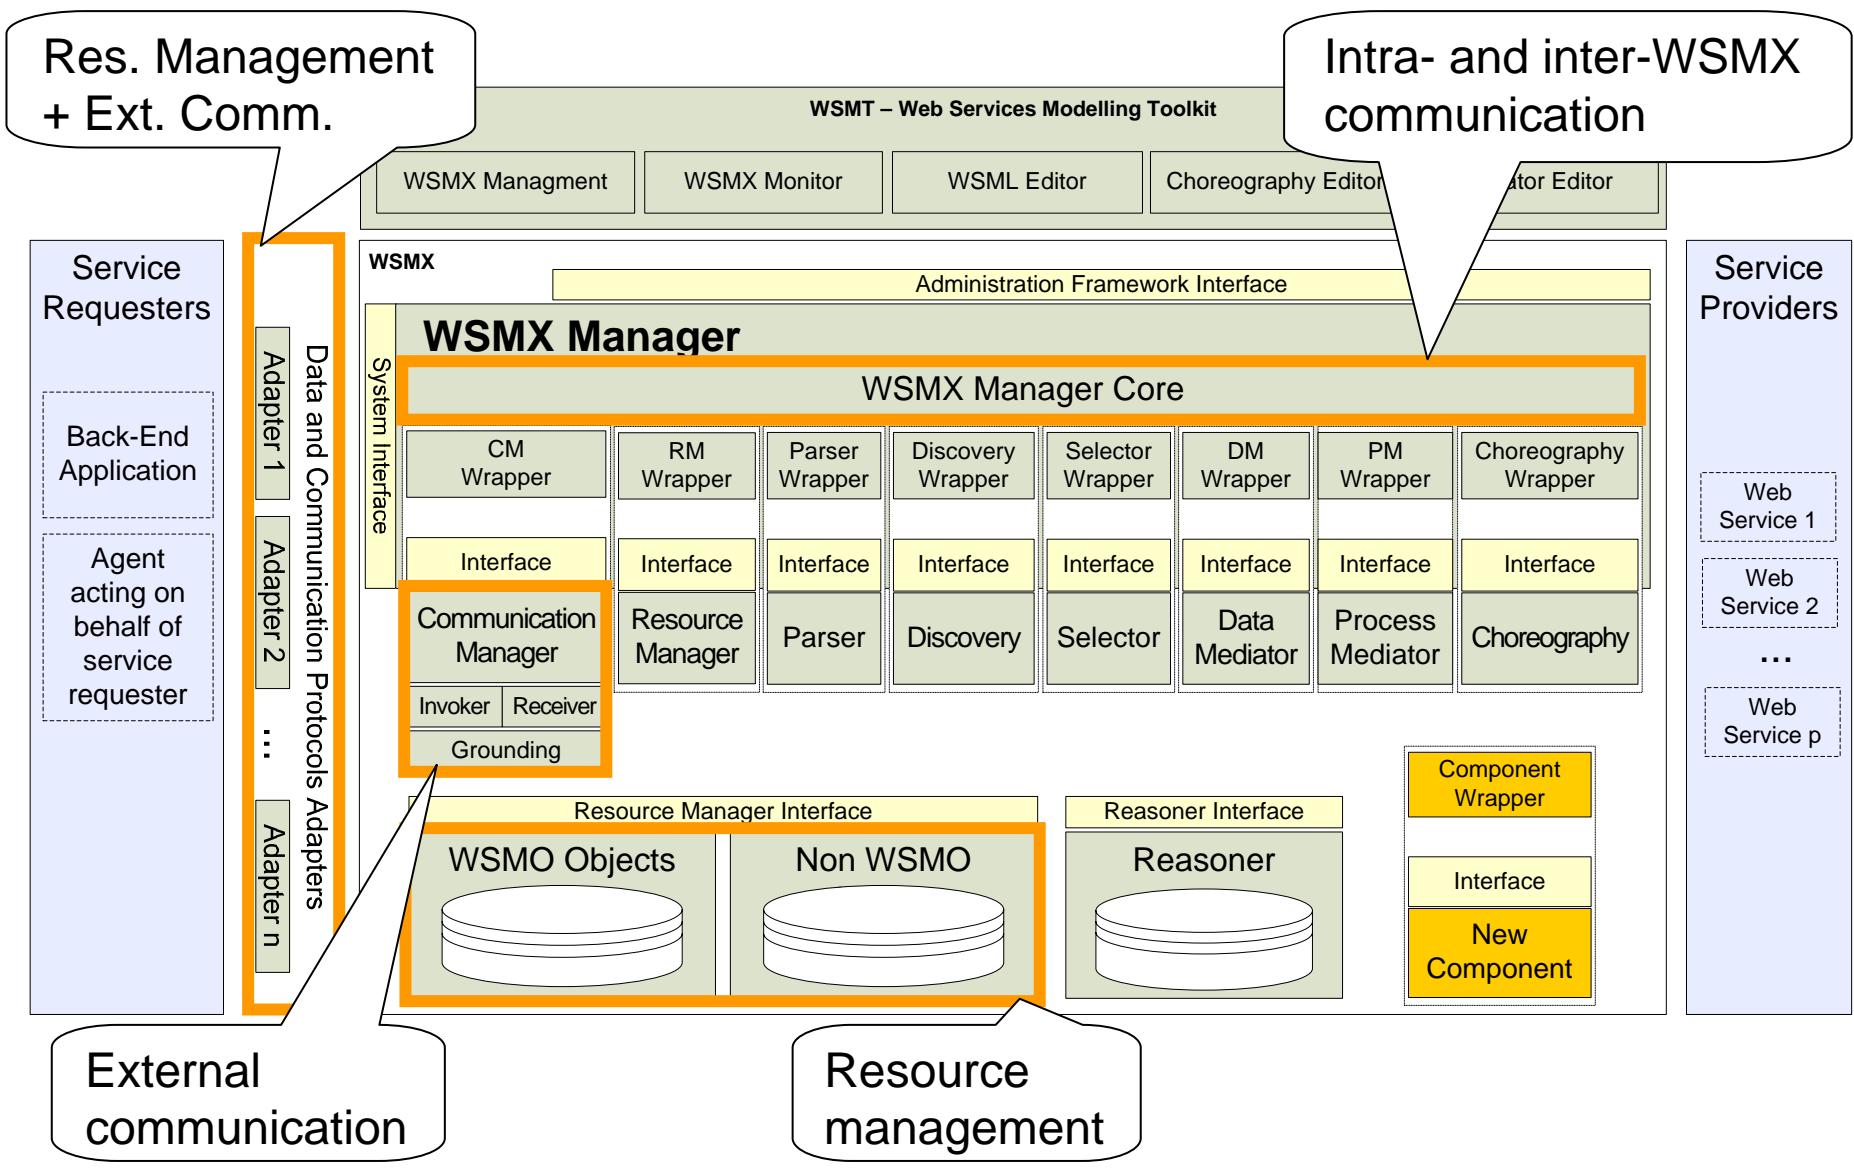 Res. Management
+ Ext. Comm.
Intra- and inter-WSMX
communication
WSMT – Web Services Modelling Toolkit
WSMX Managment
WSMX Monitor
WSML Editor
Choreography Editor
Editor
Service
Requesters
Back-End
Application
Agent
acting on
behalf of
service
requester
Data and Communication Protocols Adapters
Adapter 1
Adapter 2
...
Adapter n
WSMX
Administration Framework Interface
System Interface
WSMX Manager
WSMX Manager Core
CM
Wrapper
RM
Wrapper
Parser
Wrapper
Discovery
Wrapper
Selector
Wrapper
DM
Wrapper
PM
Wrapper
Choreography
Wrapper
Interface
Interface
Interface
Interface
Interface
Interface
Interface
Interface
Communication
Manager
Invoker
Receiver
Grounding
Resource
Manager
Parser
Discovery
Selector
Data
Mediator
Process
Mediator
Choreography
Resource Manager Interface
WSMO Objects
Non WSMO
Reasoner Interface
Reasoner
Component
Wrapper
Interface
New
Component
Service
Providers
Web
Service 1
Web
Service 2
...
Web
Service p
External
communication
Resource
management